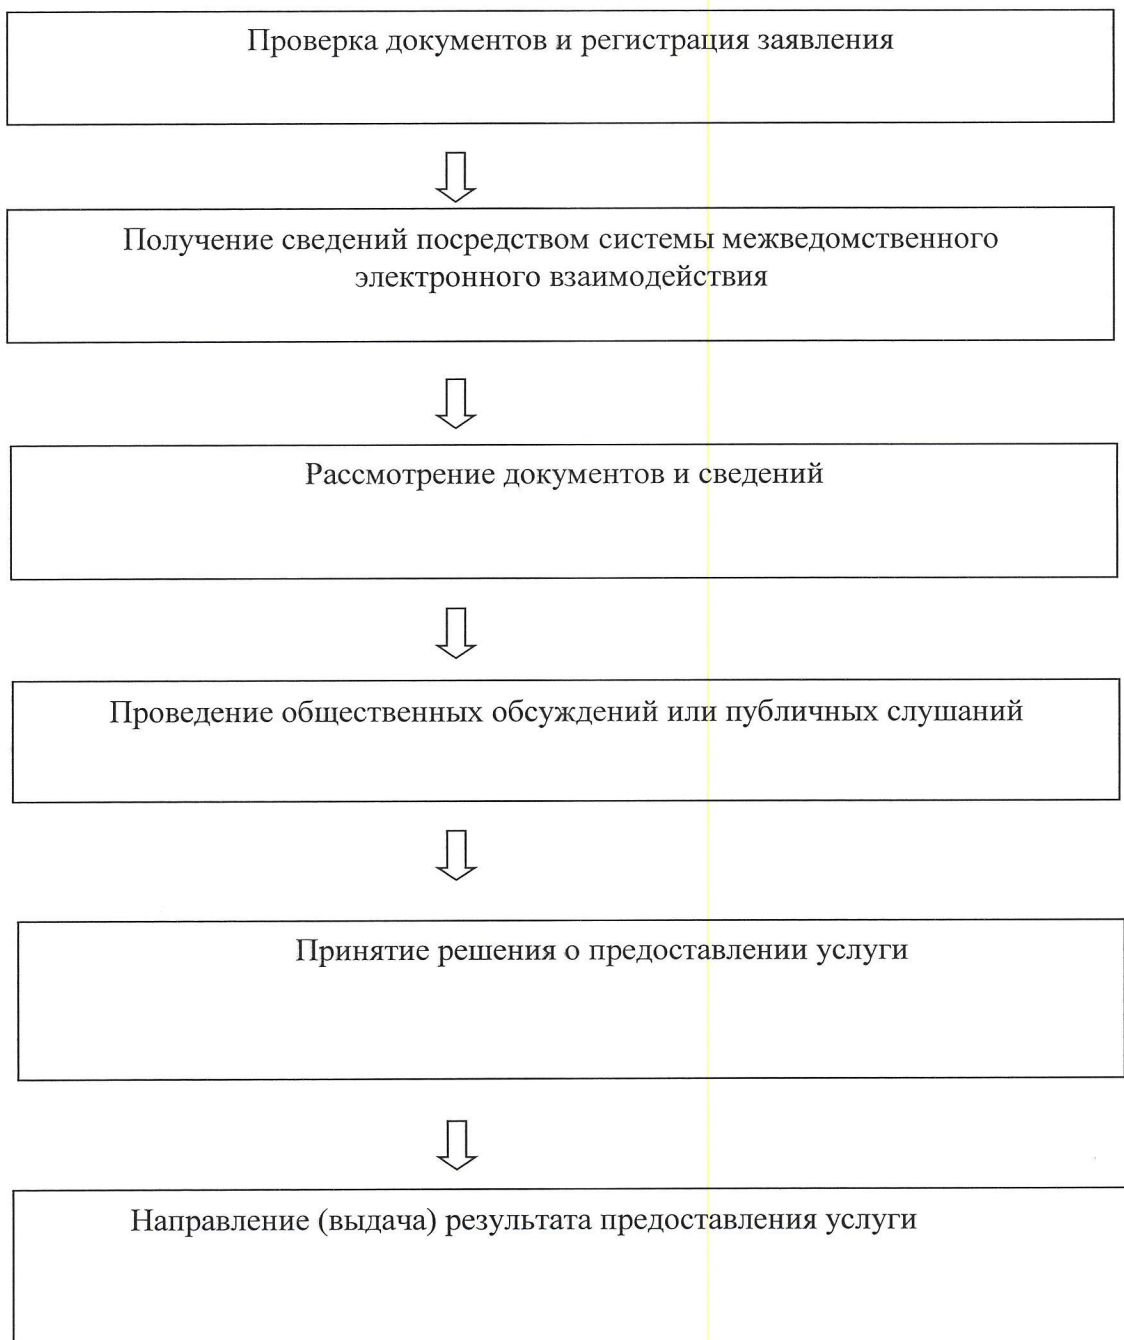 Проверка документов и регистрация заявления
Получение сведений посредством системы межведомственного
электронного взаимодействия
Рассмотрение документов и сведений
Проведение общественных обсуждений или публичных слушаний
Принятие решения о предоставлении услуги
Направление (выдача) результата предоставления услуги